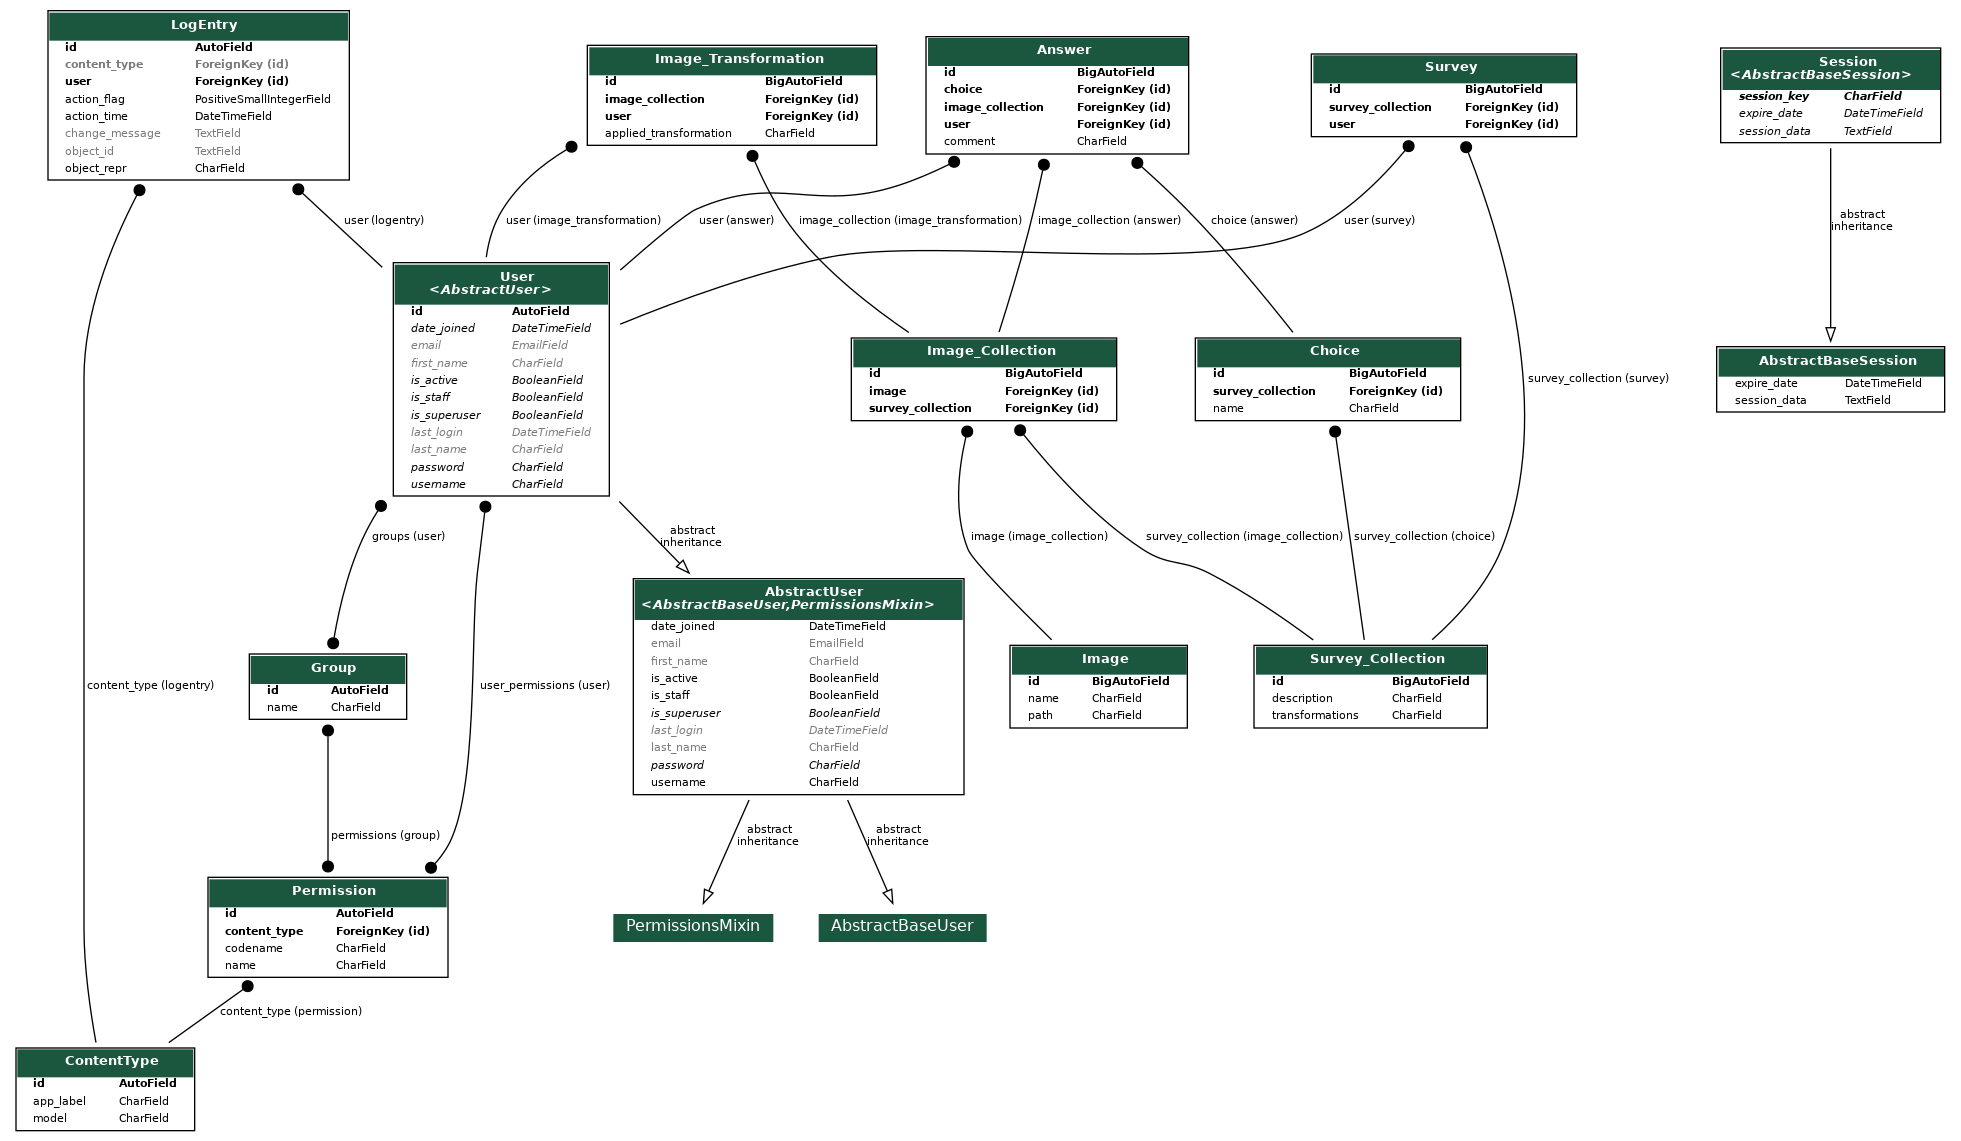 LogEntry
id AutoField
content_type ForeignKey (id)
user ForeignKey (id)
action_flag PositiveSmallIntegerField
action_time DateTimeField
change_message TextField
object_id TextField
object_repr CharField
Image_Transformation
id BigAutoField
image_collection ForeignKey (id)
user ForeignKey (id)
applied_transformation CharField
Answer
id BigAutoField
choice ForeignKey (id)
image_collection ForeignKey (id)
user ForeignKey (id)
comment CharField
Survey
id BigAutoField
survey_collection ForeignKey (id)
user ForeignKey (id)
Session
<AbstractBaseSession>
session_key CharField
expire_date DateTimeField
session_data TextField
user (logentry)
user (image_transformation)
user (answer)
image_collection (image_transformation)
image_collection (answer)
choice (answer)
user (survey)
abstract
inheritance
User
<AbstractUser>
id AutoField
date_joined DateTimeField
email EmailField
first_name CharField
is_active BooleanField
is_staff BooleanField
is_superuser BooleanField
last_login DateTimeField
last_name CharField
password CharField
username CharField
Image_Collection
id BigAutoField
image ForeignKey (id)
survey_collection ForeignKey (id)
Choice
id BigAutoField
survey_collection ForeignKey (id)
name CharField
survey_collection (survey)
AbstractBaseSession
expire_date DateTimeField
session_data TextField
groups (user)
abstract
inheritance
image (image_collection)
survey_collection (image_collection)
survey_collection (choice)
AbstractUser
<AbstractBaseUser,PermissionsMixin>
date_joined DateTimeField
email EmailField
first_name CharField
is_active BooleanField
is_staff BooleanField
is_superuser BooleanField
last_login DateTimeField
last_name CharField
password CharField
username CharField
Group
id AutoField
name CharField
content_type (logentry)
user_permissions (user)
Image
id BigAutoField
name CharField
path CharField
Survey_Collection
id BigAutoField
description CharField
transformations CharField
permissions (group)
abstract
inheritance
abstract
inheritance
Permission
id AutoField
content_type ForeignKey (id)
codename CharField
name CharField
PermissionsMixin
AbstractBaseUser
content_type (permission)
ContentType
id AutoField
app_label CharField
model CharField